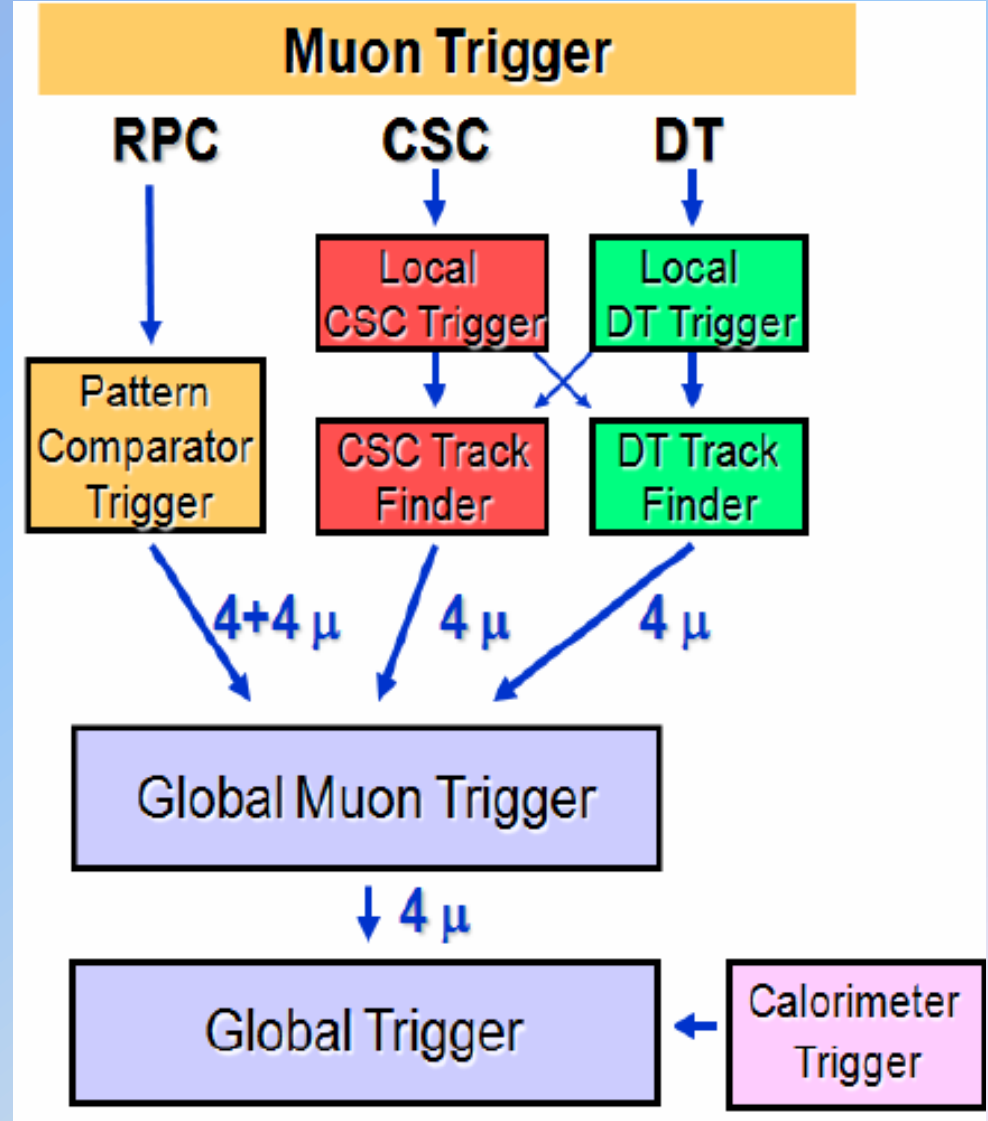 Muon Trigger
RPC
CSC
DT
Local
CSC Trigger
Local
DT Trigger
Pattern
Comparator
Trigger
CSC Track
Finder
DT Track
Finder
4+4 μ
4 μ
4 μ
Global Muon Trigger
4 μ
Global Trigger
Calorimeter
Trigger